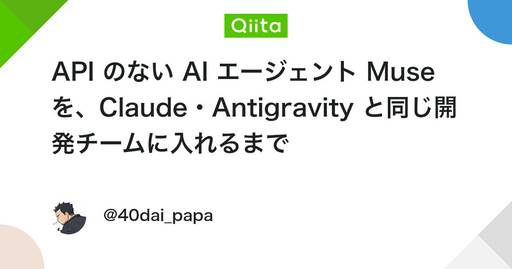 Qiita
API のない AI エージェント Muse
を、Claude・Antigravity と同じ開
発チームに入れるまで
@40dai_papa